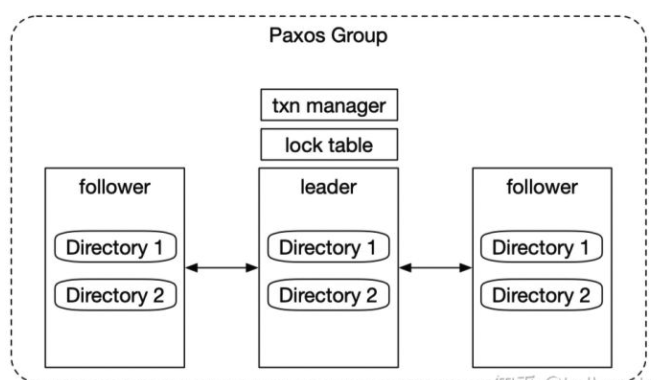 Paxos Group
txn manager
lock table
follower
leader
follower
Directory 1
Directory 1
Directory 1
Directory 2
Directory 2
Directory 2